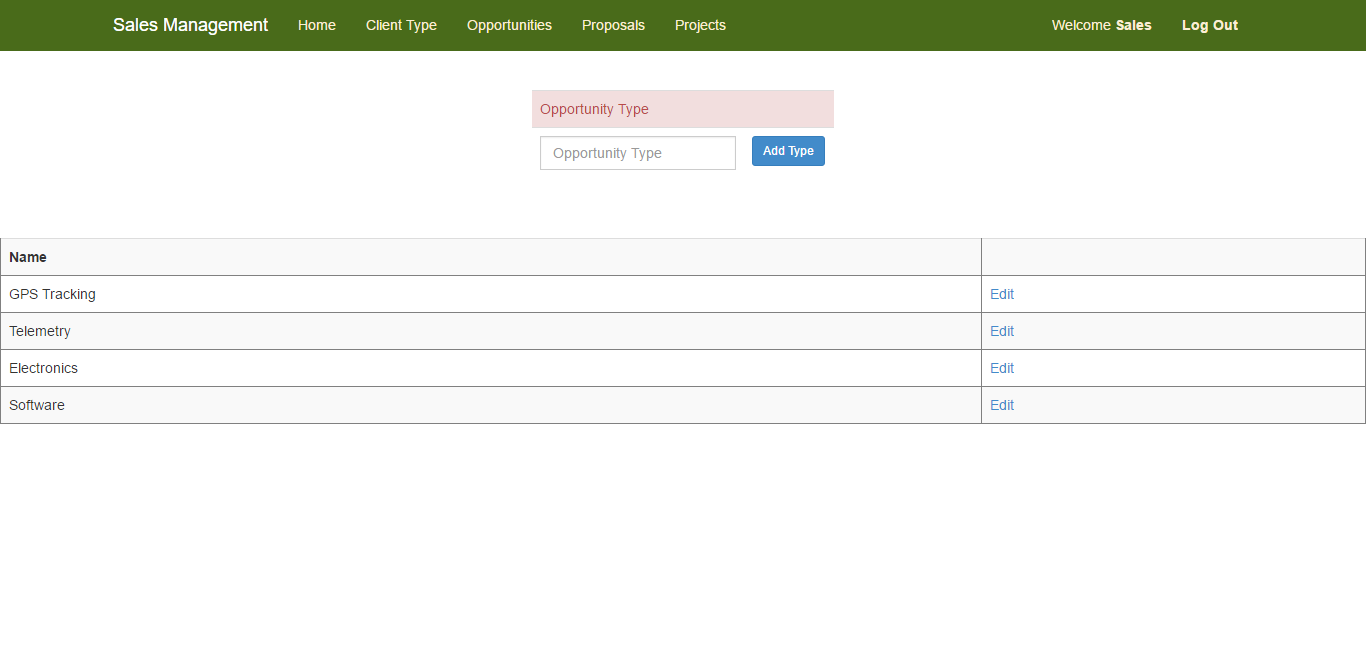 Sales Management Home Client Type Opportunities Proposals Projects Welcome Sales Log Out
Opportunity Type
Opportunity Type Add Type
Name
GPS Tracking Edit
Telemetry Edit
Electronics Edit
Software Edit